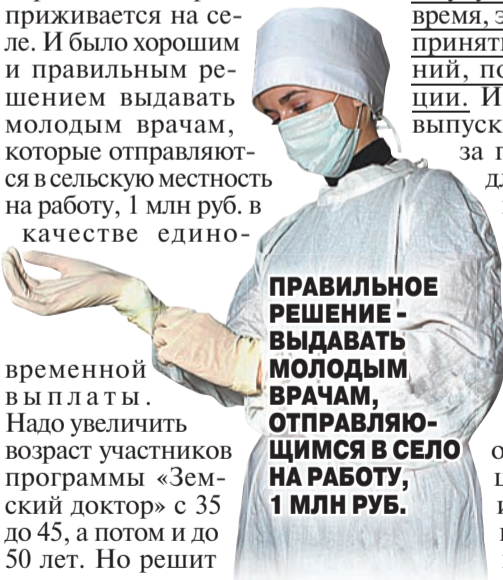 приживается на се-
ле. И было хорошим
и правильным ре-
шением выдавать
молодым врачам,
которые отправляют-
ся в сельскую местность
на работу, 1 млн руб. в
качестве едино-
временной
выплаты.
Надо увеличить
возраст участников
программы «Зем-
ский доктор» с 35
до 45, а потом и до
50 лет. Но решит
ПРАВИЛЬНОЕ
РЕШЕНИЕ -
ВЫДАВАТЬ
МОЛОДЫМ
ВРАЧАМ,
ОТПРАВЛЯЮ-
ЩИМСЯ В СЕЛО
НА РАБОТУ,
1 МЛН РУБ.
время, э
принят
ний, по
ции. И
выпуск
за п